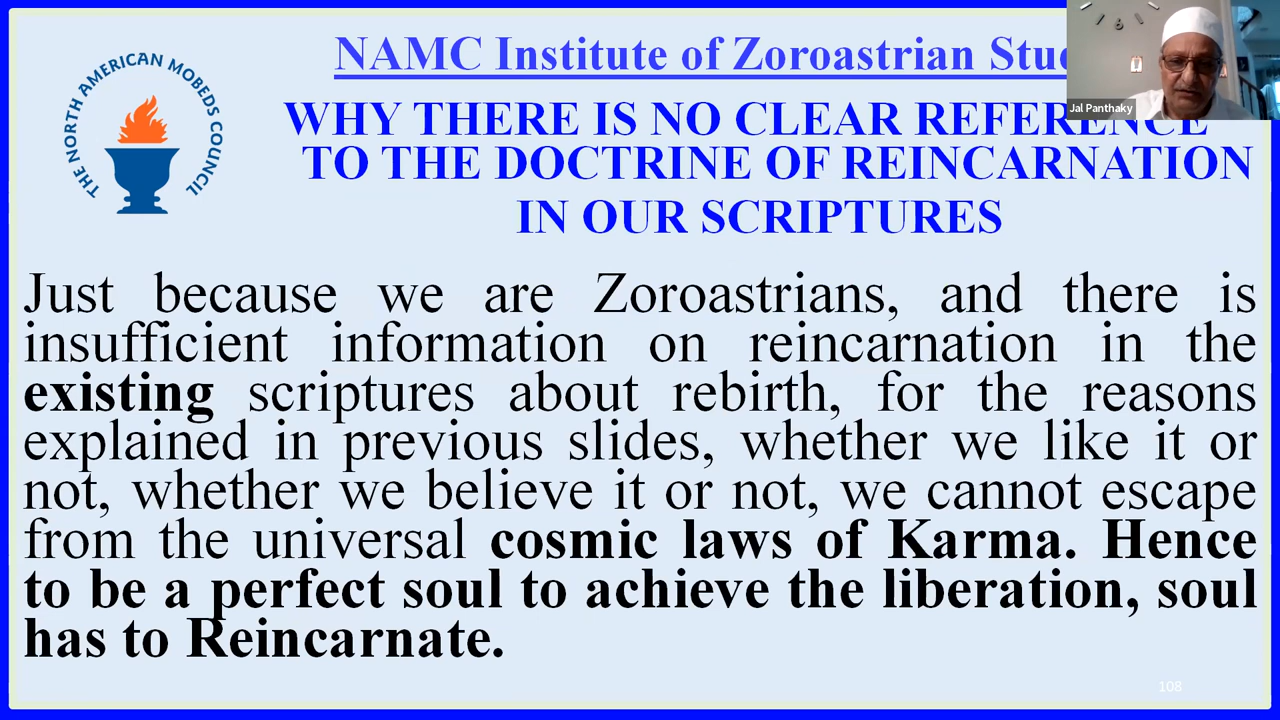 THE NORTH AMERICAN MOBEDS COUNCIL
NAMC Institute of Zoroastrian
Jal Panthaky
WHY THERE IS NO CLEAR REFERENCE
TO THE DOCTRINE OF REINCARNATION
IN OUR SCRIPTURES
Just because we are Zoroastrians, and there is
insufficient information on reincarnation in the
existing scriptures about rebirth, for the reasons
explained in previous slides, whether we like it or
not, whether we believe it or not, we cannot escape
from the universal cosmic laws of Karma. Hence
to be a perfect soul to achieve the liberation, soul
has to Reincarnate.
108